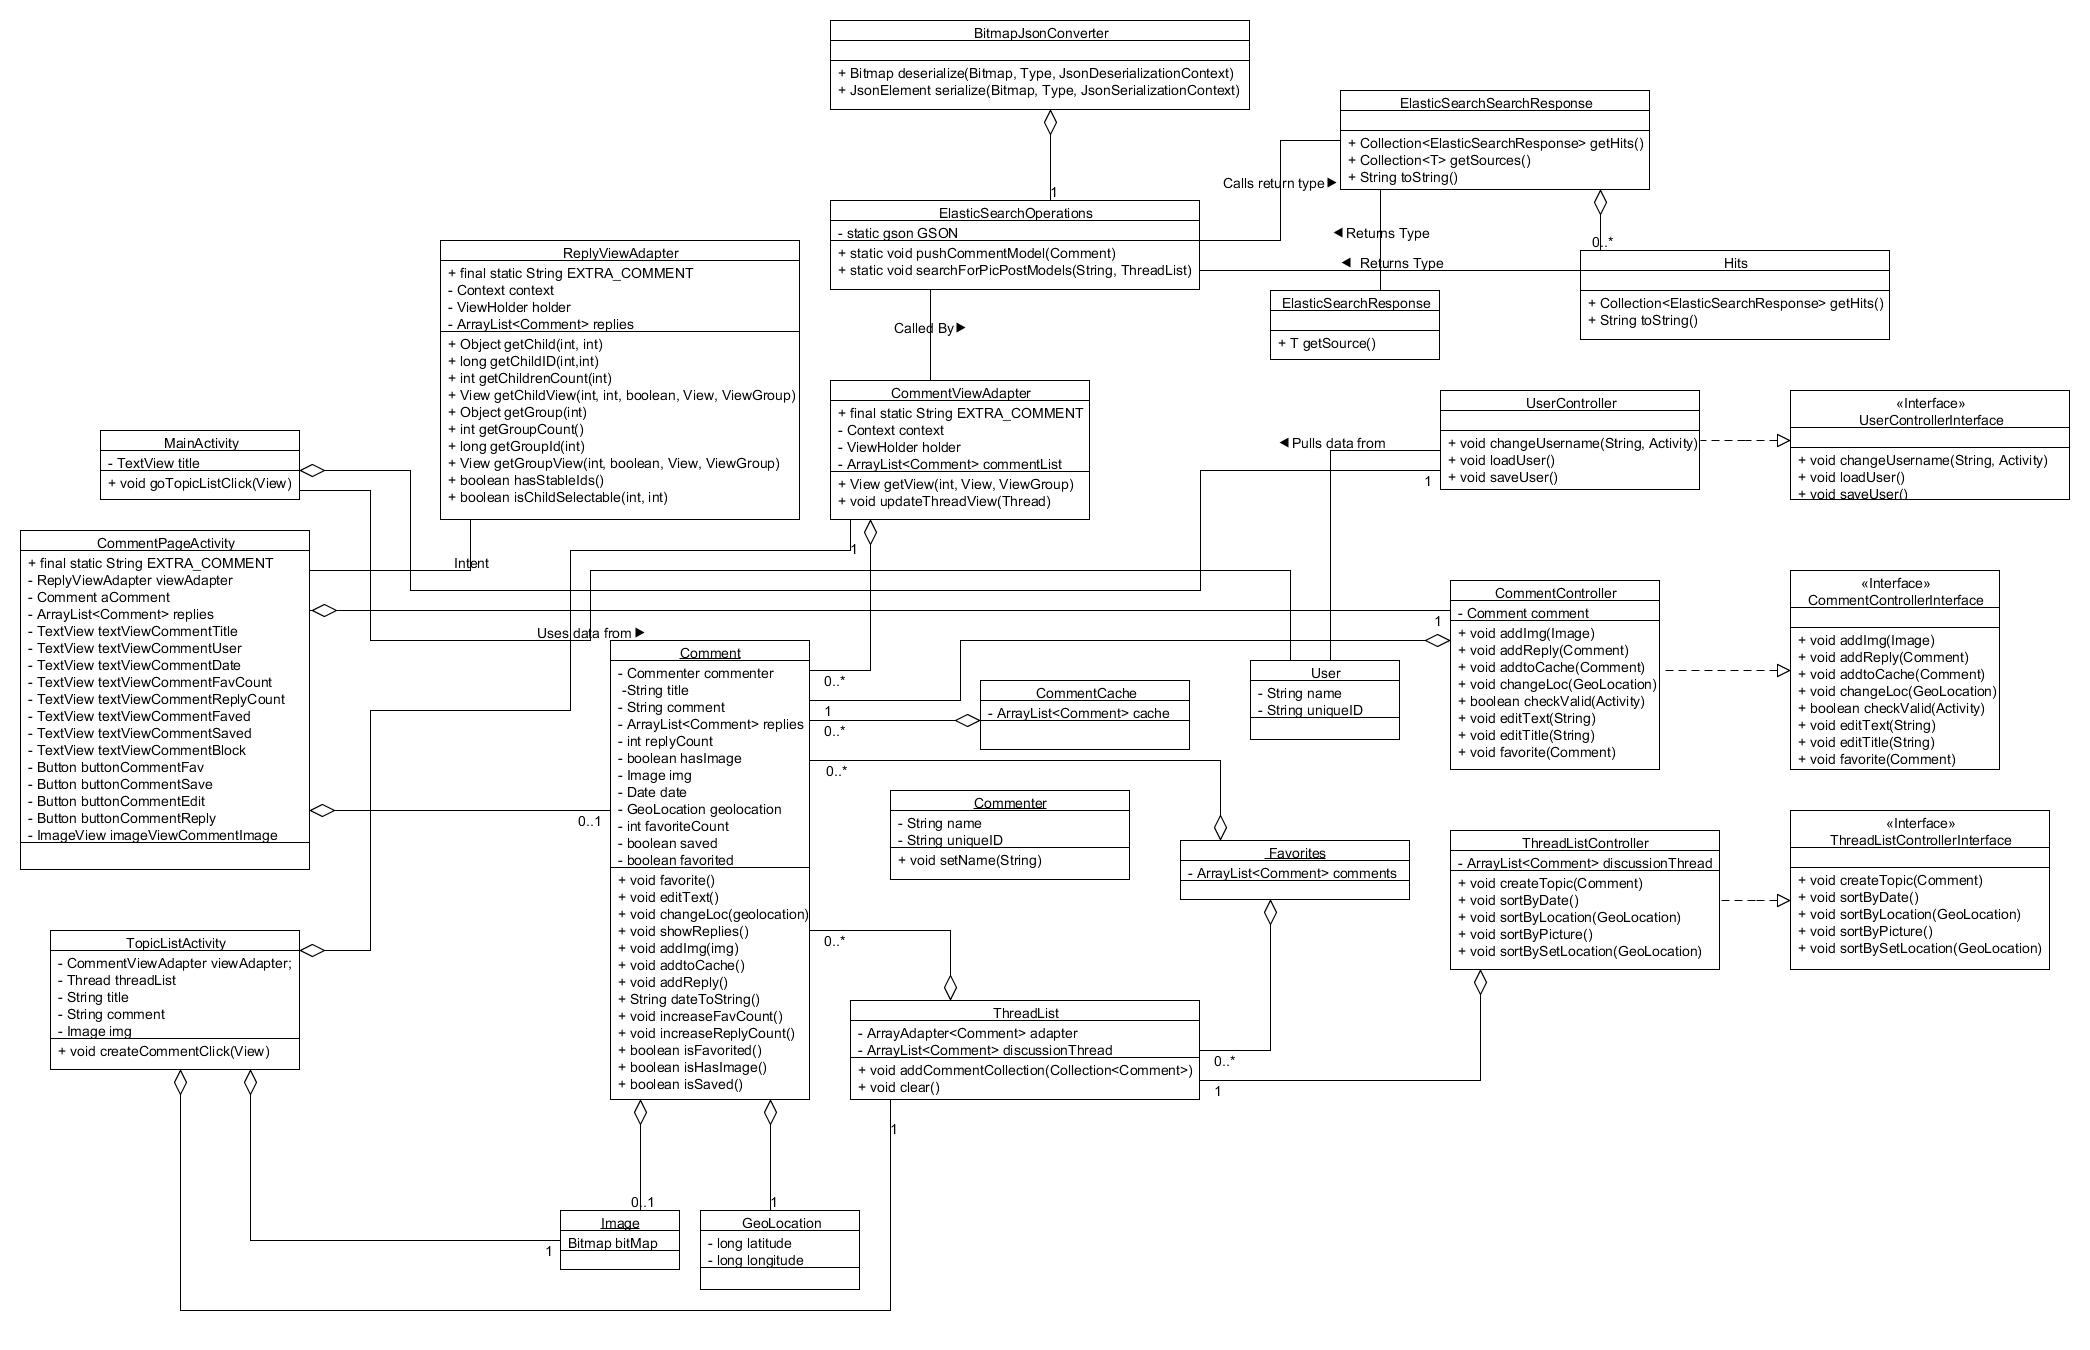 BitmapJsonConverter
+ Bitmap deserialize(Bitmap, Type, JsonDeserializationContext)
+ JsonElement serialize(Bitmap, Type, JsonSerializationContext)
1
ElasticSearchSearchResponse
+ Collection<ElasticSearchResponse> getHits()
+ Collection<T> getSources()
+ String toString()
Calls return type ▶
◀ Returns Type
◀ Returns Type
0..*
ElasticSearchOperations
- static gson GSON
+ static void pushCommentModel(Comment)
+ static void searchForPicPostModels(String, ThreadList)
Hits
+ Collection<ElasticSearchResponse> getHits()
+ String toString()
ElasticSearchResponse
+ T getSource()
Called By ▶
ReplyViewAdapter
+ final static String EXTRA_COMMENT
- Context context
- ViewHolder holder
- ArrayList<Comment> replies
+ Object getChild(int, int)
+ long getChildID(int,int)
+ int getChildrenCount(int)
+ View getChildView(int, int, boolean, View, ViewGroup)
+ Object getGroup(int)
+ int getGroupCount()
+ long getGroupId(int)
+ View getGroupView(int, boolean, View, ViewGroup)
+ boolean hasStableIds()
+ boolean isChildSelectable(int, int)
CommentViewAdapter
+ final static String EXTRA_COMMENT
- Context context
- ViewHolder holder
- ArrayList<Comment> commentList
+ View getView(int, View, ViewGroup)
+ void updateThreadView(Thread)
1
UserController
+ void changeUsername(String, Activity)
+ void loadUser()
+ void saveUser()
◀ Pulls data from
1
«Interface»
UserControllerInterface
+ void changeUsername(String, Activity)
+ void loadUser()
+ void saveUser()
MainActivity
- TextView title
+ void goTopicListClick(View)
Intent
Uses data from ▶
CommentPageActivity
+ final static String EXTRA_COMMENT
- ReplyViewAdapter viewAdapter
- Comment aComment
- ArrayList<Comment> replies
- TextView textViewCommentTitle
- TextView textViewCommentUser
- TextView textViewCommentDate
- TextView textViewCommentFavCount
- TextView textViewCommentReplyCount
- TextView textViewCommentFaved
- TextView textViewCommentSaved
- TextView textViewCommentBlock
- Button buttonCommentFav
- Button buttonCommentSave
- Button buttonCommentEdit
- Button buttonCommentReply
- ImageView imageViewCommentImage
0..1
Comment
- Commenter commenter
-String title
- String comment
- ArrayList<Comment> replies
- int replyCount
- boolean hasImage
- Image img
- Date date
- GeoLocation geolocation
- int favoriteCount
- boolean saved
- boolean favorited
+ void favorite()
+ void editText()
+ void changeLoc(geolocation)
+ void showReplies()
+ void addImg(img)
+ void addtoCache()
+ void addReply()
+ String dateToString()
+ void increaseFavCount()
+ void increaseReplyCount()
+ boolean isFavorited()
+ boolean isHasImage()
+ boolean isSaved()
0..*
1
0..*
0..*
0..*
CommentCache
- ArrayList<Comment> cache
User
- String name
- String uniqueID
1
CommentController
- Comment comment
+ void addImg(Image)
+ void addReply(Comment)
+ void addtoCache(Comment)
+ void changeLoc(GeoLocation)
+ boolean checkValid(Activity)
+ void editText(String)
+ void editTitle(String)
+ void favorite(Comment)
«Interface»
CommentControllerInterface
+ void addImg(Image)
+ void addReply(Comment)
+ void addtoCache(Comment)
+ void changeLoc(GeoLocation)
+ boolean checkValid(Activity)
+ void editText(String)
+ void editTitle(String)
+ void favorite(Comment)
Commenter
- String name
- String uniqueID
+ void setName(String)
Favorites
- ArrayList<Comment> comments
ThreadListController
- ArrayList<Comment> discussionThread
+ void createTopic(Comment)
+ void sortByDate()
+ void sortByLocation(GeoLocation)
+ void sortByPicture()
+ void sortBySetLocation(GeoLocation)
«Interface»
ThreadListControllerInterface
+ void createTopic(Comment)
+ void sortByDate()
+ void sortByLocation(GeoLocation)
+ void sortByPicture()
+ void sortBySetLocation(GeoLocation)
TopicListActivity
- CommentViewAdapter viewAdapter;
- Thread threadList
- String title
- String comment
- Image img
+ void createCommentClick(View)
ThreadList
- ArrayAdapter<Comment> adapter
- ArrayList<Comment> discussionThread
+ void addCommentCollection(Collection<Comment>)
+ void clear()
0..*
1
1
0..1
1
Image
Bitmap bitMap
1
GeoLocation
- long latitude
- long longitude